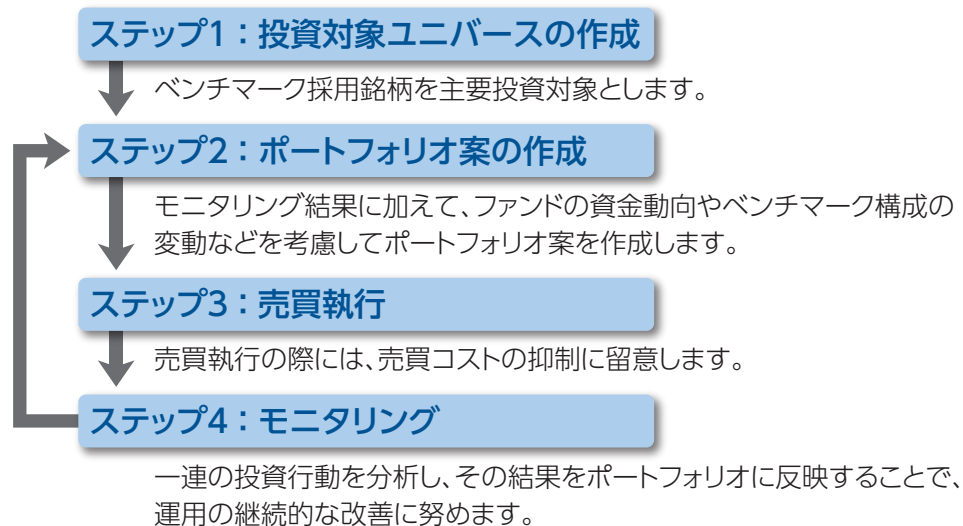 ステップ1：投資対象ユニバースの作成
ベンチマーク採用銘柄を主要投資対象とします。
ステップ2：ポートフォリオ案の作成
モニタリング結果に加えて、ファンドの資金動向やベンチマーク構成の
変動などを考慮してポートフォリオ案を作成します。
ステップ3：売買執行
売買執行の際には、売買コストの抑制に留意します。
ステップ4：モニタリング
一連の投資行動を分析し、その結果をポートフォリオに反映することで、
運用の継続的な改善に努めます。